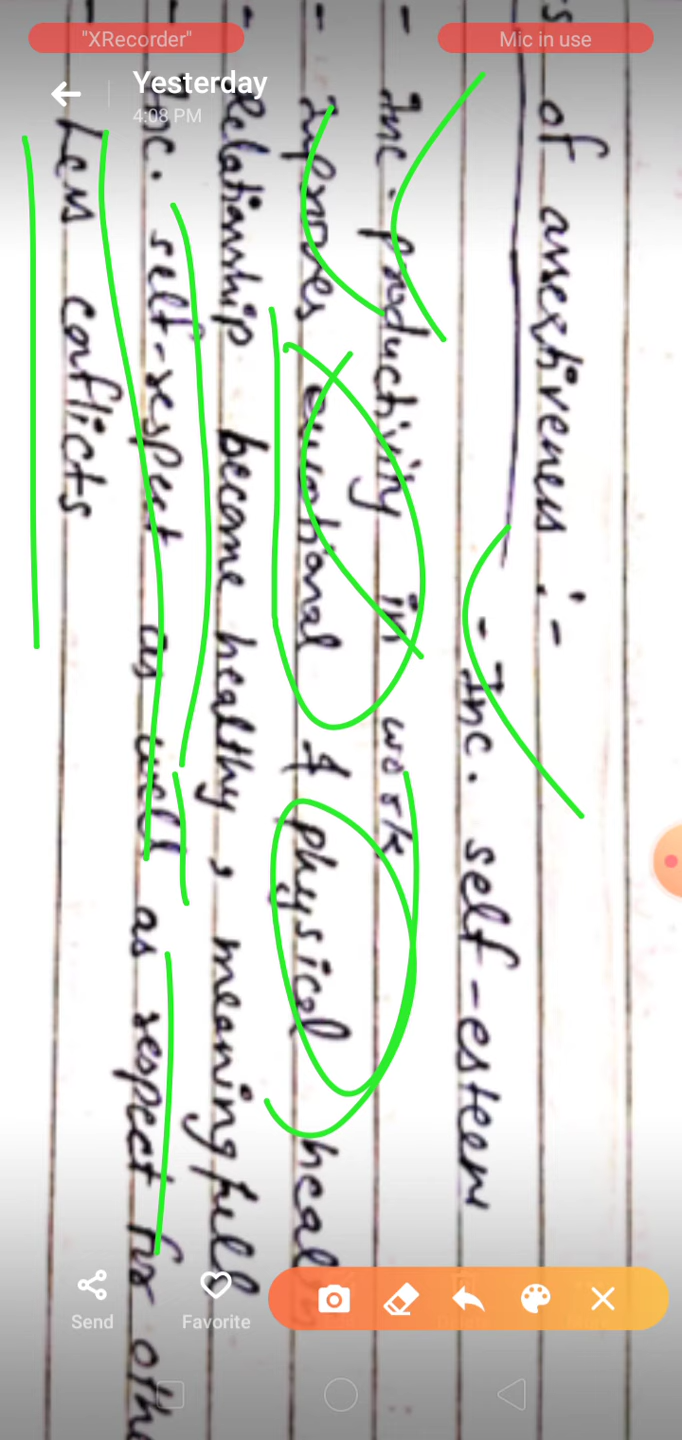 "XRecorder"
Mic in use
Yesterday
4:08 PM
s of assertiveness :-
- Inc. self-esteem
- Inc. productivity in work
- Improves emotional & physical heal
- Relationship become healthy, meaningfull
Inc. self-respect as well as respect for othe
- Less conflicts
Send
Favorite